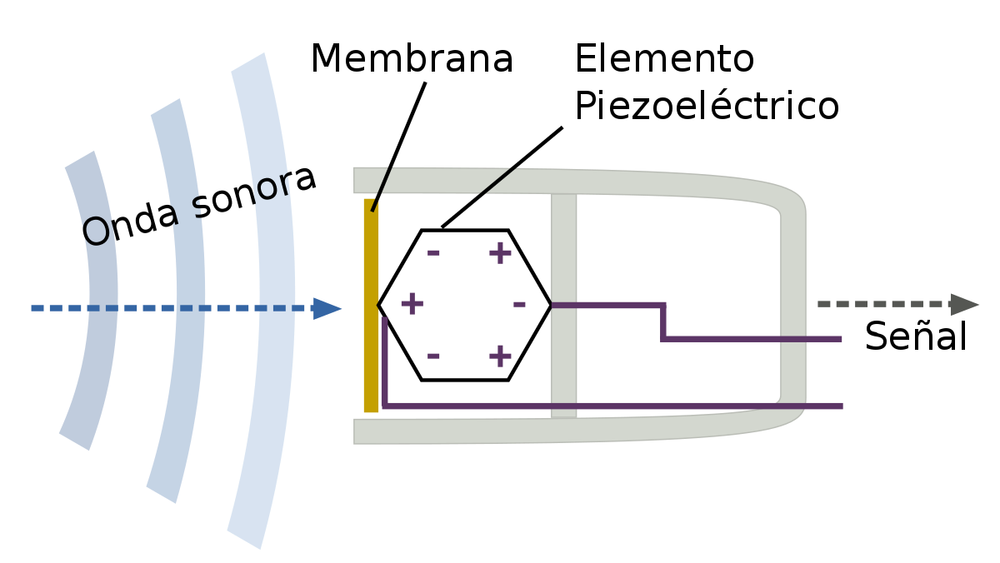 Membrana
Elemento
Piezoeléctrico
Onda sonora
- +
+ -
- +
Señal